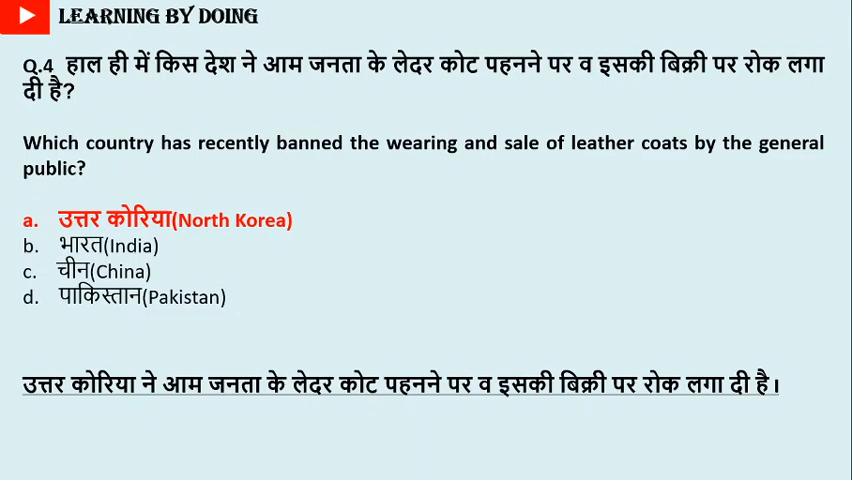 LEARNING BY DOING
Q.4 हाल ही में किस देश ने आम जनता के लेदर कोट पहनने पर व इसकी बिक्री पर रोक लगा
दी है?
Which country has recently banned the wearing and sale of leather coats by the general
public?
a. उत्तर कोरिया(North Korea)
b. भारत(India)
c. चीन(China)
d. पाकिस्तान(Pakistan)
उत्तर कोरिया ने आम जनता के लेदर कोट पहनने पर व इसकी बिक्री पर रोक लगा दी है।